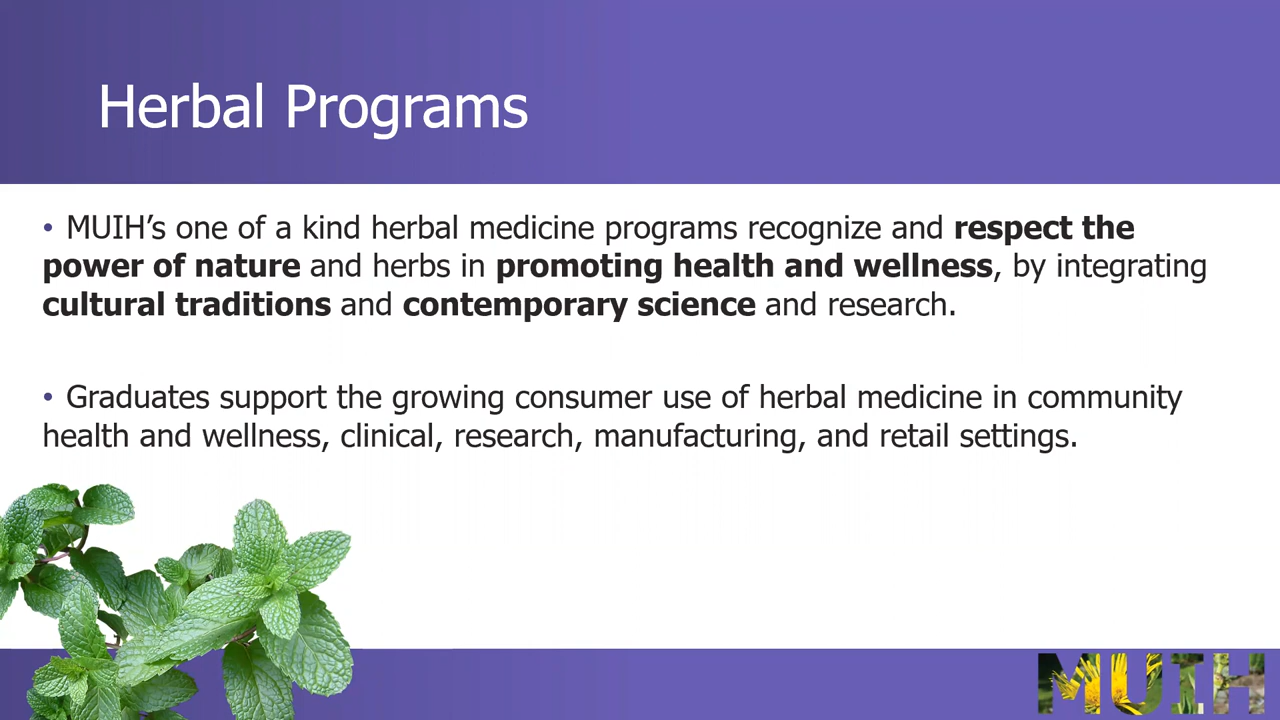 Herbal Programs
• MUIH’s one of a kind herbal medicine programs recognize and respect the
power of nature and herbs in promoting health and wellness, by integrating
cultural traditions and contemporary science and research.
• Graduates support the growing consumer use of herbal medicine in community
health and wellness, clinical, research, manufacturing, and retail settings.
MUIH